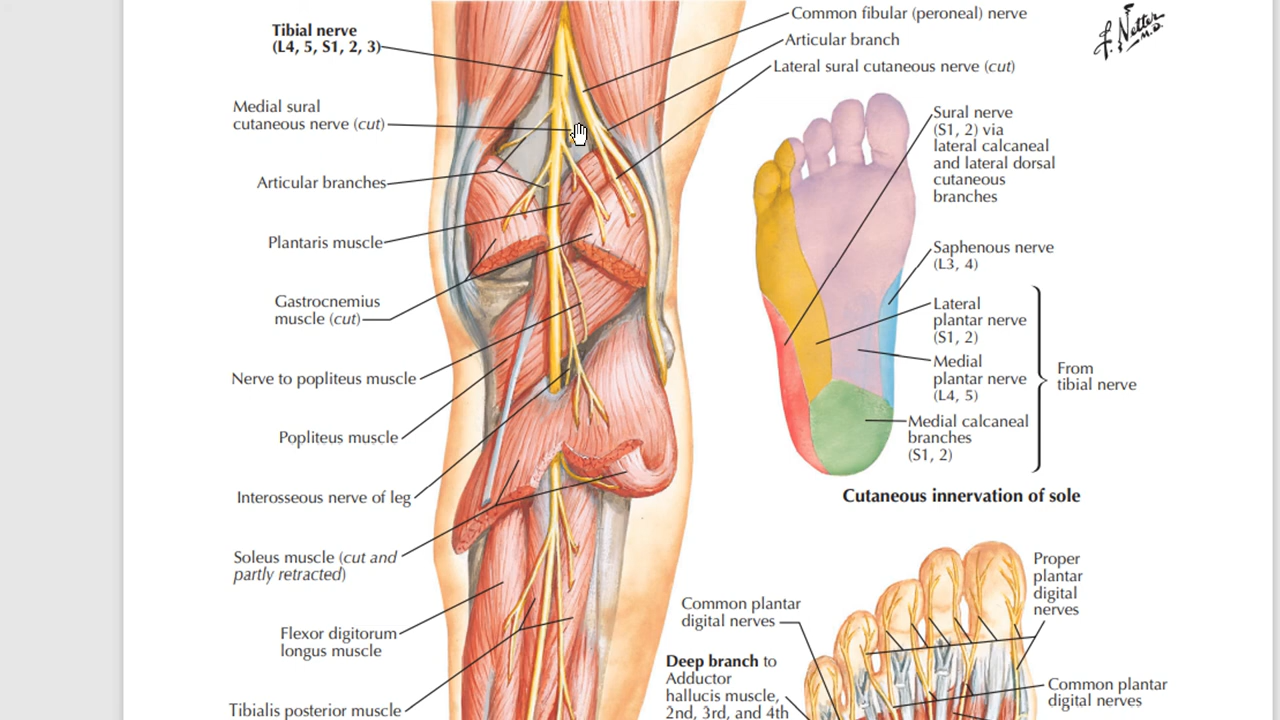 Tibial nerve
(L4, 5, S1, 2, 3)
Medial sural
cutaneous nerve (cut)
Articular branches
Plantaris muscle
Gastrocnemius
muscle (cut)
Nerve to popliteus muscle
Popliteus muscle
Interosseous nerve of leg
Soleus muscle (cut and
partly retracted)
Flexor digitorum
longus muscle
Tibialis posterior muscle
Common fibular (peroneal) nerve
Articular branch
Lateral sural cutaneous nerve (cut)
f. Netter
M.D.
Sural nerve
(S1, 2) via
lateral calcaneal
and lateral dorsal
cutaneous
branches
Saphenous nerve
(L3, 4)
Lateral
plantar nerve
(S1, 2)
Medial
plantar nerve
(L4, 5)
Medial calcaneal
branches
(S1, 2)
From
tibial nerve
Cutaneous innervation of sole
Proper
plantar
digital
nerves
Common plantar
digital nerves
Deep branch to
Adductor
hallucis muscle,
2nd, 3rd, and 4th
Common plantar
digital nerves